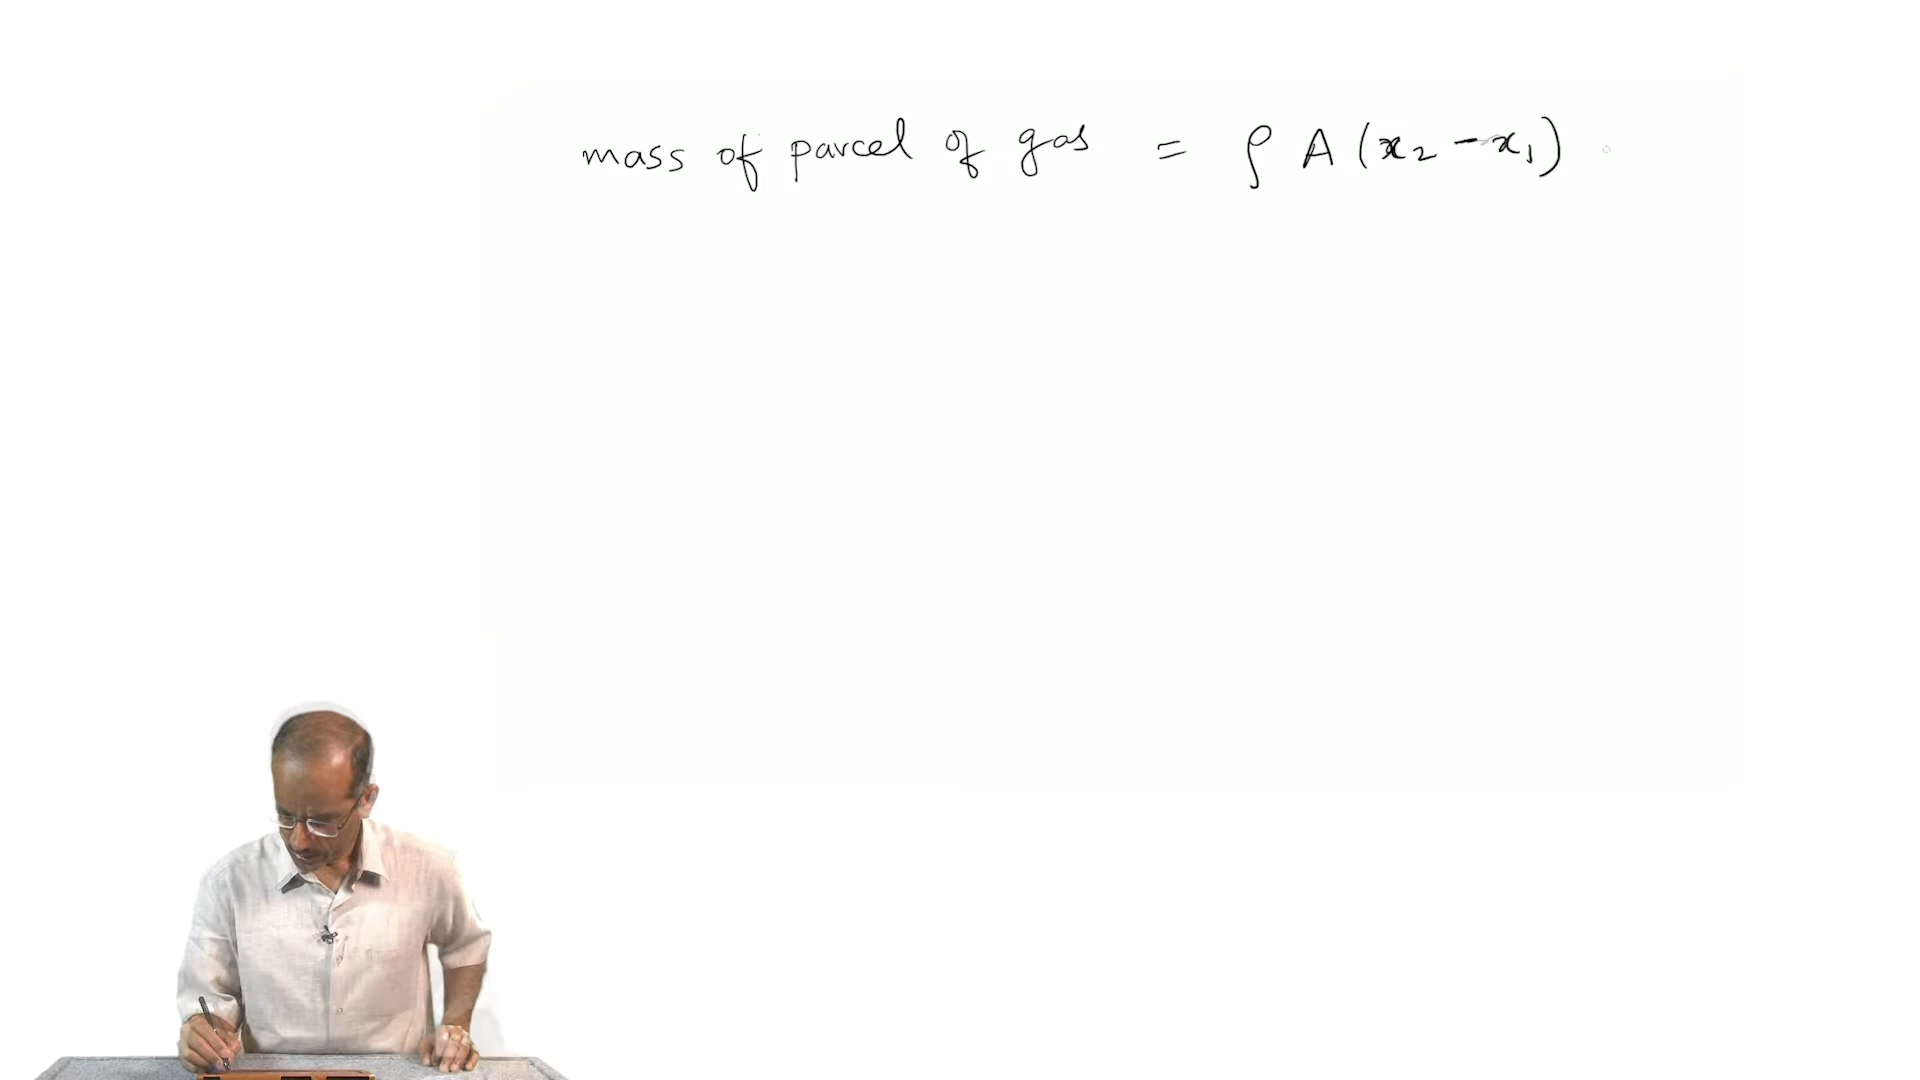 mass of parcel of gas = ρ A (x₂ - x₁)